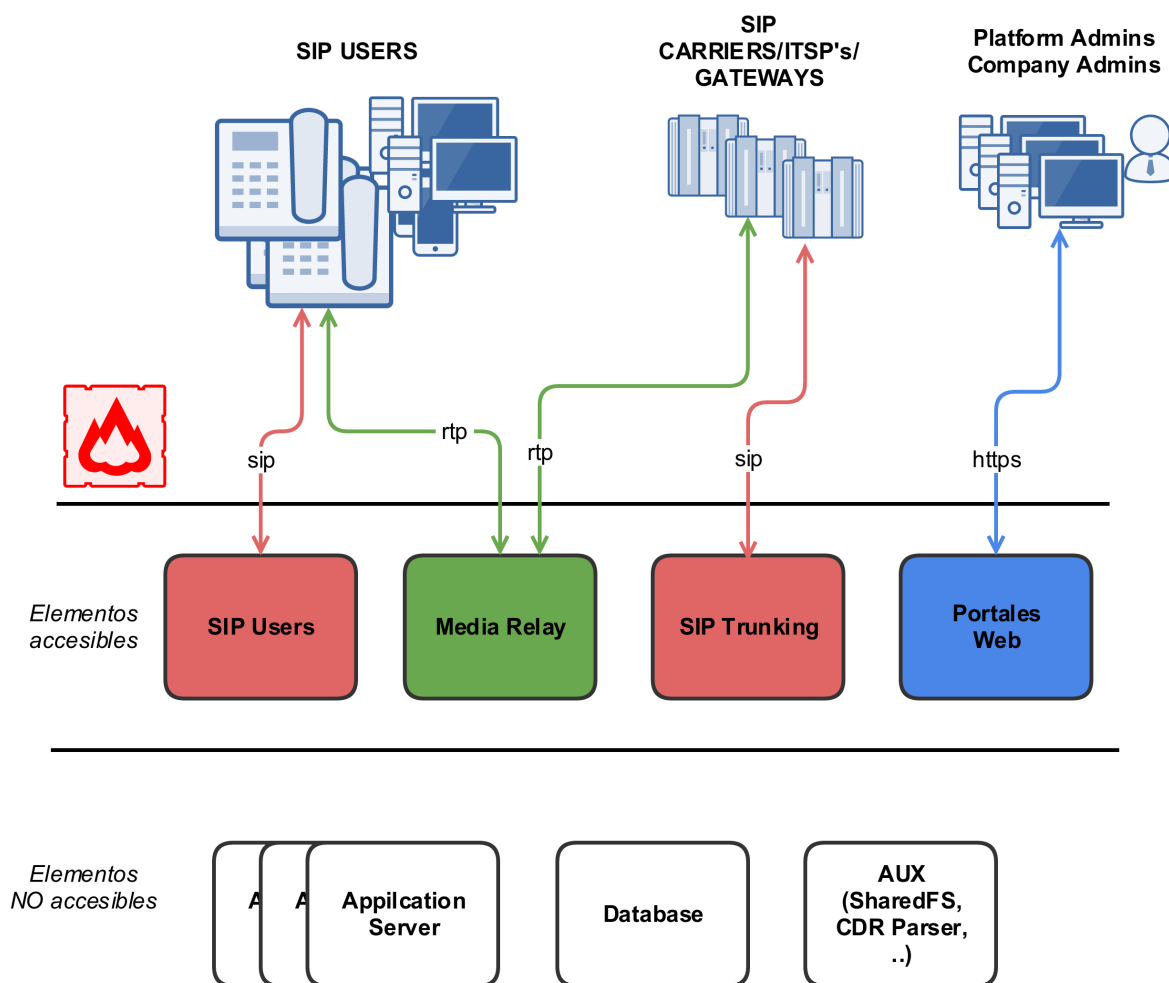 SIP USERS
SIP
CARRIERS/ITSP's/
GATEWAYS
Platform Admins
Company Admins
rtp
sip
rtp
sip
https
Elementos
accesibles
SIP Users
Media Relay
SIP Trunking
Portales
Web
Elementos
NO accesibles
A
A
Appilcation
Server
Database
AUX
(SharedFS,
CDR Parser,
..)